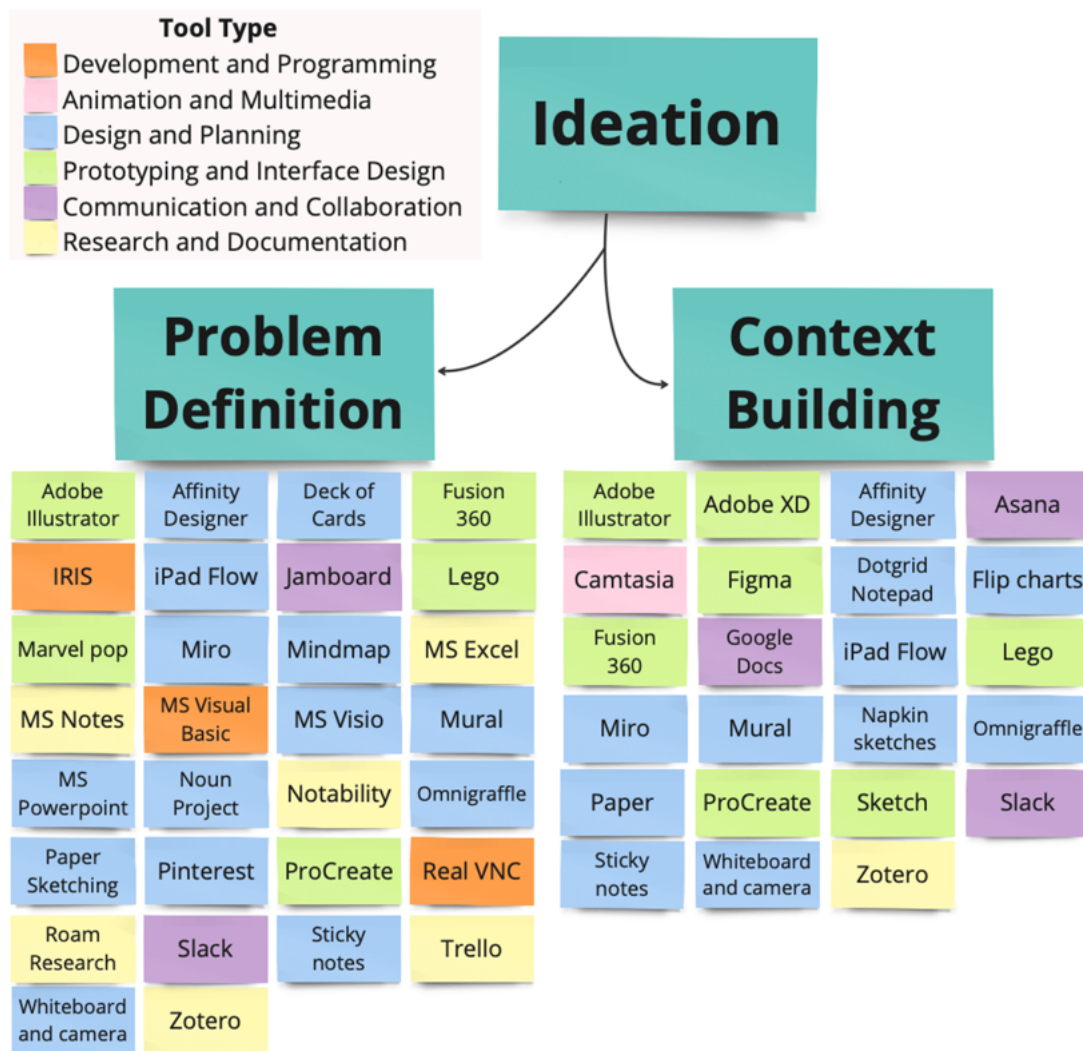 Tool Type
Development and Programming
Animation and Multimedia
Design and Planning
Prototyping and Interface Design
Communication and Collaboration
Research and Documentation
Ideation
Problem
Definition
Adobe
Illustrator
Affinity
Designer
Deck of
Cards
Fusion
360
IRIS
iPad Flow
Jamboard
Lego
Marvel pop
Miro
Mindmap
MS Excel
MS Notes
MS Visual
Basic
MS Visio
Mural
MS
Powerpoint
Noun
Project
Notability
Omnigraffle
Paper
Sketching
Pinterest
ProCreate
Real VNC
Roam
Research
Slack
Sticky
notes
Trello
Whiteboard
and camera
Zotero
Context
Building
Adobe
Illustrator
Adobe XD
Affinity
Designer
Asana
Camtasia
Figma
Dotgrid
Notepad
Flip charts
Fusion
360
Google
Docs
iPad Flow
Lego
Miro
Mural
Napkin
sketches
Omnigraffle
Paper
ProCreate
Sketch
Slack
Sticky
notes
Whiteboard
and camera
Zotero